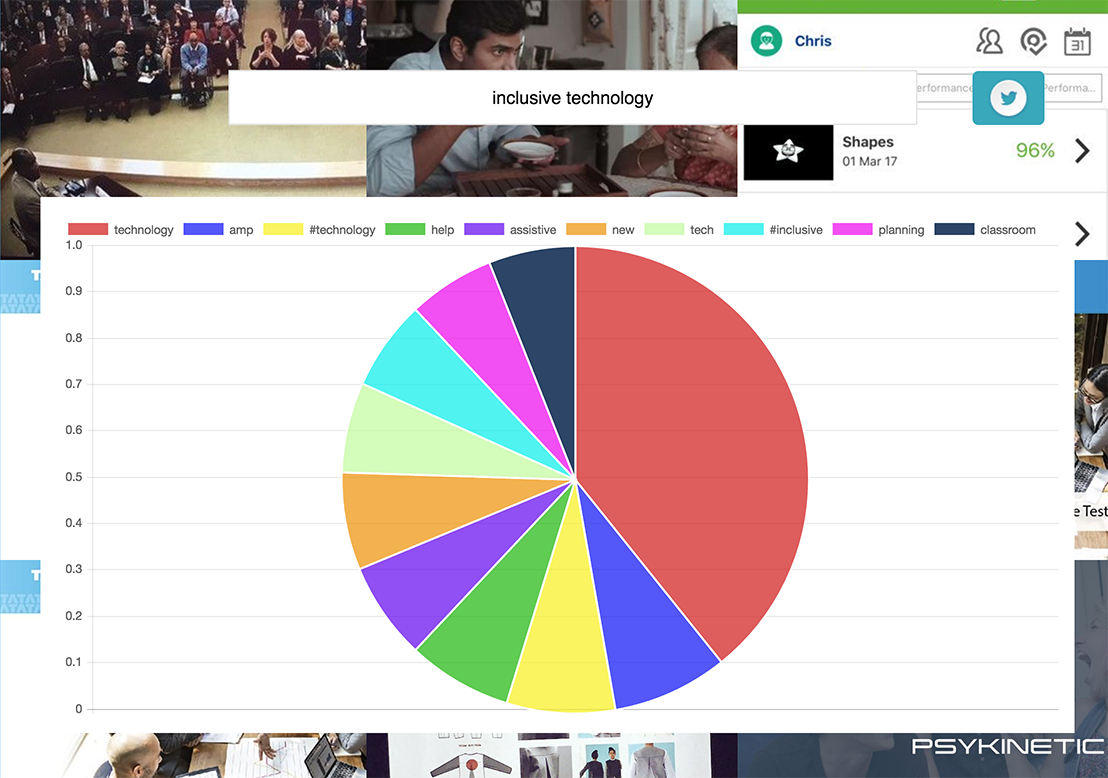 Chris
31
inclusive technology
Performa...
Shapes
01 Mar 17
96%
technology amp #technology help assistive new tech #inclusive planning classroom
1.0
0.9
0.8
0.7
0.6
0.5
0.4
0.3
0.2
0.1
0
e Test
PSYKINETIC